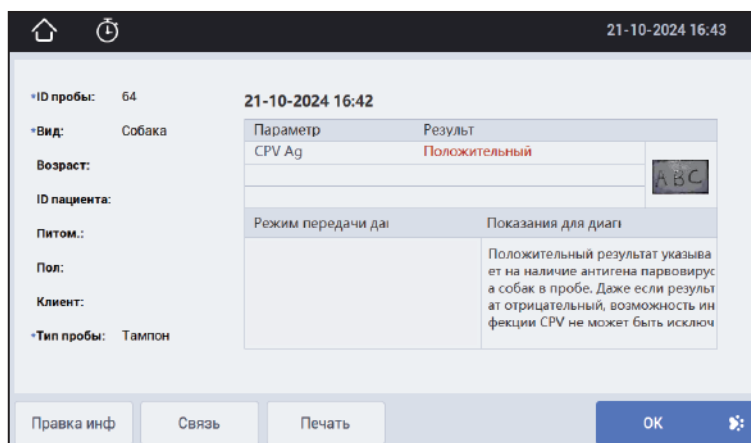 21-10-2024 16:43
*ID пробы: 64
*Вид: Собака
Возраст:
ID пациента:
Питом.:
Пол:
Клиент:
*Тип пробы: Тампон
21-10-2024 16:42
Параметр Результ
CPV Ag Положительный
ABC
Режим передачи даі Показания для диагі
Положительный результат указыва
ет на наличие антигена парвовирус
а собак в пробе. Даже если результ
ат отрицательный, возможность ин
фекции CPV не может быть исключ
Правка инф Связь Печать OK